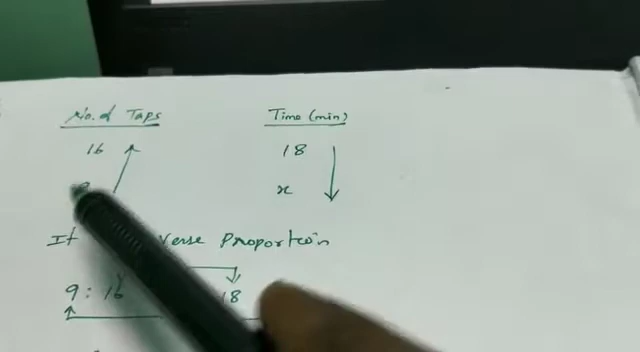 No. of Taps Time (min)
16 18
x
It verse Proportion
9 : 16 18